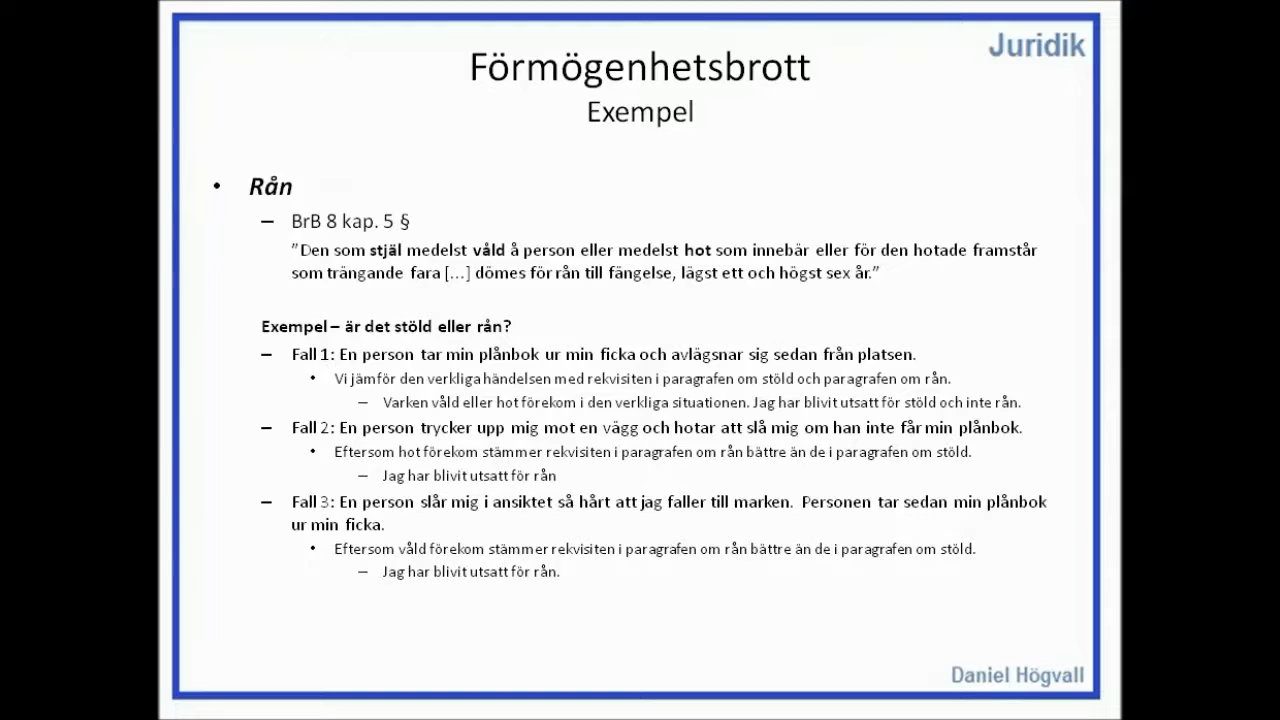 Juridik
Förmögenhetsbrott
Exempel
• Rån
– BrB 8 kap. 5 §
”Den som stjäl medelst våld å person eller medelst hot som innebär eller för den hotade framstår
som trängande fara [...] dömes för rån till fängelse, lägst ett och högst sex år.”
Exempel – är det stöld eller rån?
– Fall 1: En person tar min plånbok ur min ficka och avlägsnar sig sedan från platsen.
• Vi jämför den verkliga händelsen med rekvisiten i paragrafen om stöld och paragrafen om rån.
– Varken våld eller hot förekom i den verkliga situationen. Jag har blivit utsatt för stöld och inte rån.
– Fall 2: En person trycker upp mig mot en vägg och hotar att slå mig om han inte får min plånbok.
• Eftersom hot förekom stämmer rekvisiten i paragrafen om rån bättre än de i paragrafen om stöld.
– Jag har blivit utsatt för rån
– Fall 3: En person slår mig i ansiktet så hårt att jag faller till marken. Personen tar sedan min plånbok
ur min ficka.
• Eftersom våld förekom stämmer rekvisiten i paragrafen om rån bättre än de i paragrafen om stöld.
– Jag har blivit utsatt för rån.
Daniel Högvall